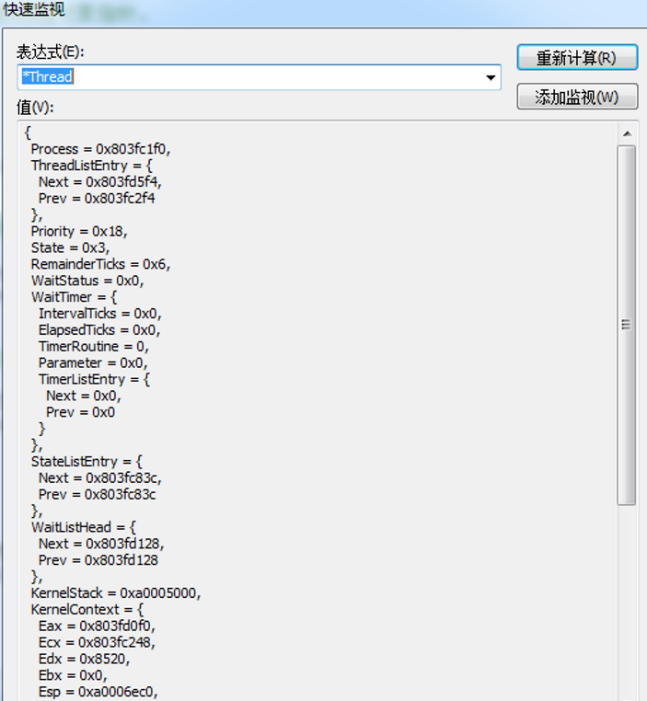 快速监视
表达式(E):
重新计算(R)
*Thread
添加监视(W)
值(V):
{
Process = 0x803fc1f0,
ThreadListEntry = {
Next = 0x803fd5f4,
Prev = 0x803fc2f4
},
Priority = 0x18,
State = 0x3,
RemainderTicks = 0x6,
WaitStatus = 0x0,
WaitTimer = {
IntervalTicks = 0x0,
ElapsedTicks = 0x0,
TimerRoutine = 0,
Parameter = 0x0,
TimerListEntry = {
Next = 0x0,
Prev = 0x0
}
},
StateListEntry = {
Next = 0x803fc83c,
Prev = 0x803fc83c
},
WaitListHead = {
Next = 0x803fd128,
Prev = 0x803fd128
},
KernelStack = 0xa0005000,
KernelContext = {
Eax = 0x803fd0f0,
Ecx = 0x803fc248,
Edx = 0x8520,
Ebx = 0x0,
Esp = 0xa0006ec0,